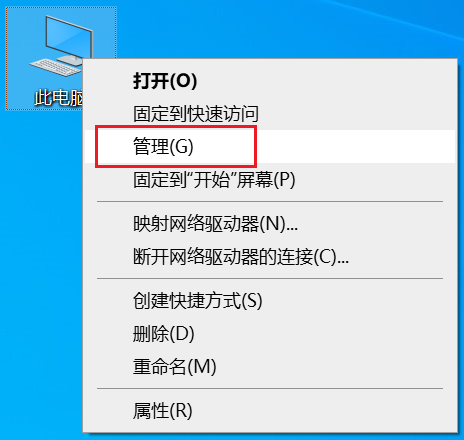 此电脑
打开(O)
固定到快速访问
管理(G)
固定到“开始”屏幕(P)
映射网络驱动器(N)...
断开网络驱动器的连接(C)...
创建快捷方式(S)
删除(D)
重命名(M)
属性(R)